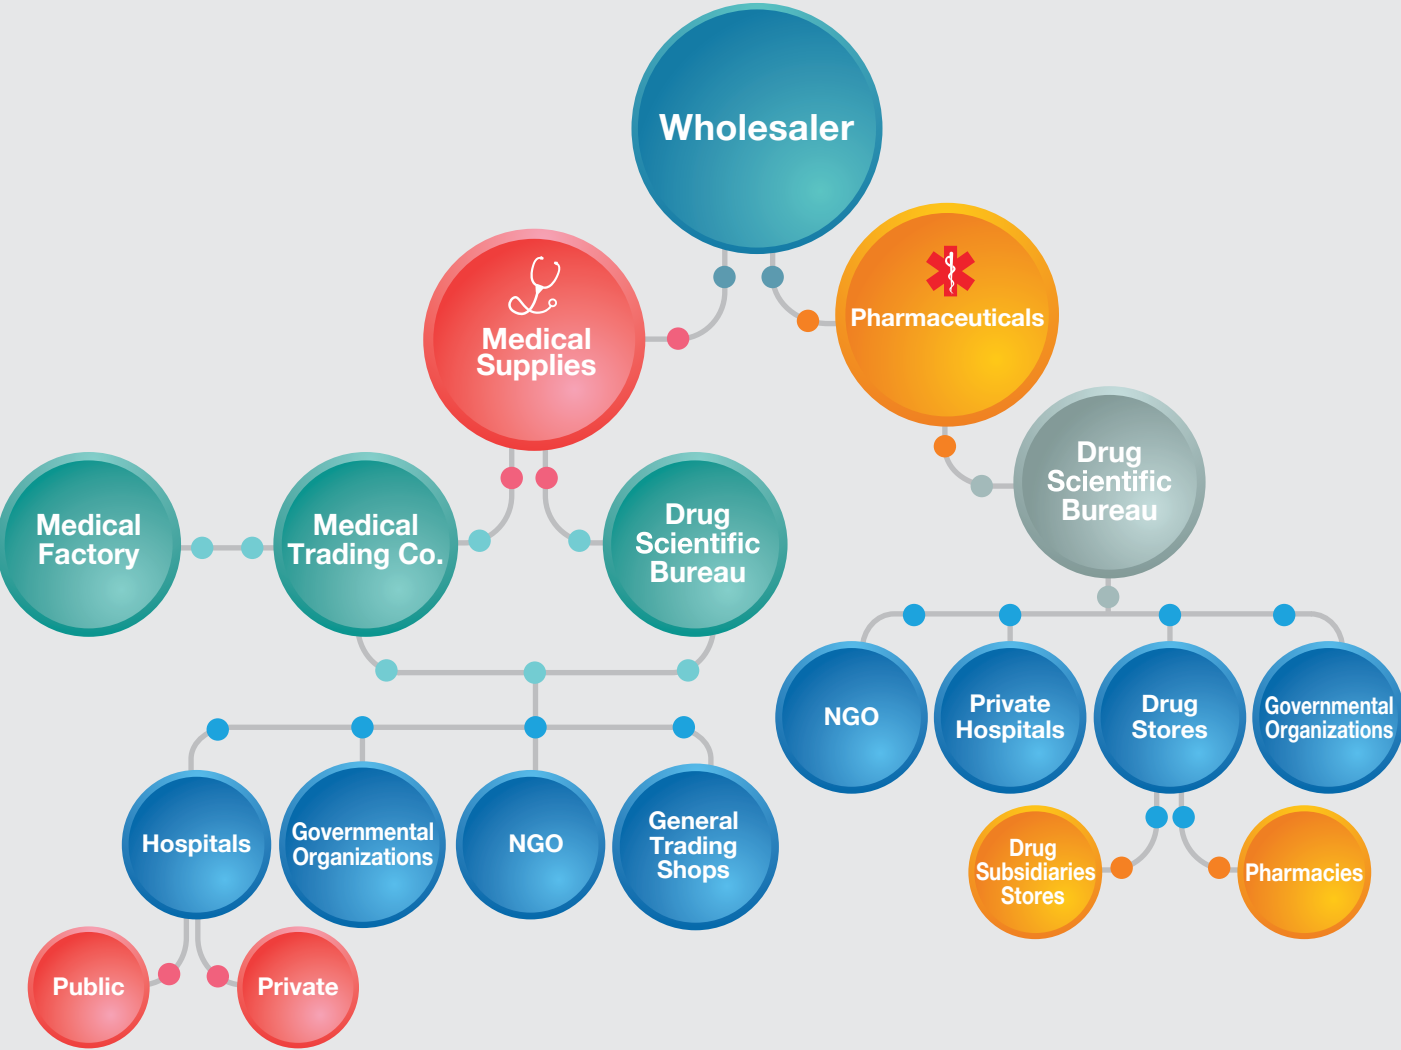 Wholesaler
Medical
Supplies
Pharmaceuticals
Medical
Factory
Medical
Trading Co.
Drug
Scientific
Bureau
Drug
Scientific
Bureau
Hospitals
Governmental
Organizations
NGO
General
Trading
Shops
NGO
Private
Hospitals
Drug
Stores
Governmental
Organizations
Public
Private
Drug
Subsidiaries
Stores
Pharmacies